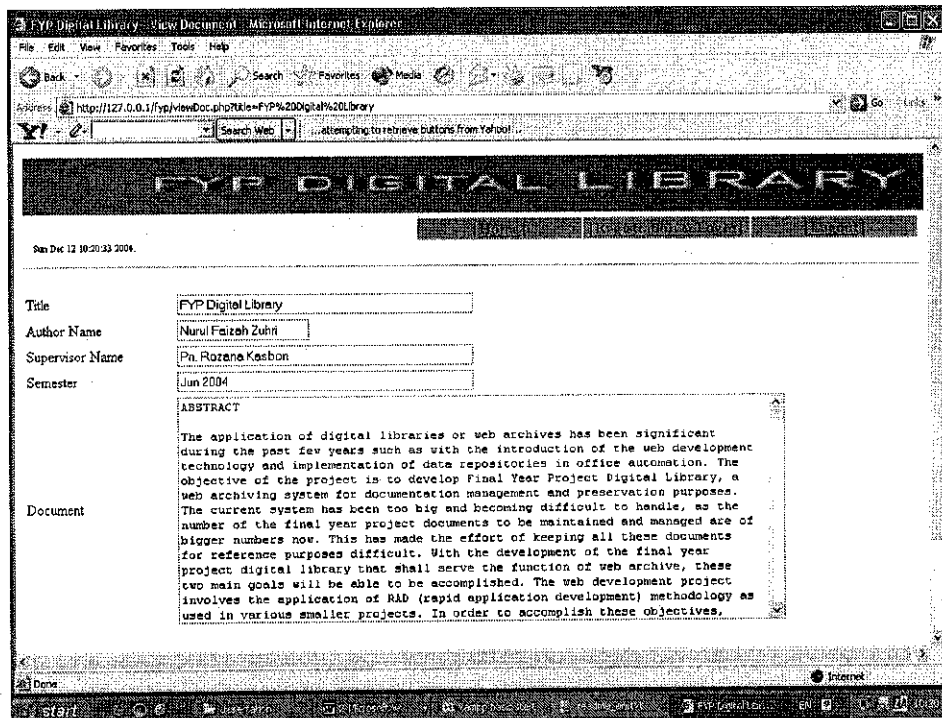 FYP Digital Library - View Document - Microsoft Internet Explorer
File Edit View Favorites Tools Help
Back Search Favorites Media
Address http://127.0.0.1/fyp/viewDoc.php?title=FYP%20Digital%20Library Go Links
Y! Search Web ...attempting to retrieve buttons from Yahoo!...
FYP DIGITAL LIBRARY
Sun Dec 12 10:20:33 2004.
Title FYP Digital Library
Author Name Nurul Faizah Zuhri
Supervisor Name Pn. Rozana Kasbon
Semester Jun 2004
Document
ABSTRACT
The application of digital libraries or web archives has been significant
during the past few years such as with the introduction of the web development
technology and implementation of data repositories in office automation. The
objective of the project is to develop Final Year Project Digital Library, a
web archiving system for documentation management and preservation purposes.
The current system has been too big and becoming difficult to handle, as the
number of the final year project documents to be maintained and managed are of
bigger numbers now. This has made the effort of keeping all these documents
for reference purposes difficult. With the development of the final year
project digital library that shall serve the function of web archive, these
two main goals will be able to be accomplished. The web development project
involves the application of RAD (rapid application development) methodology as
used in various smaller projects. In order to accomplish these objectives,
Done Internet
start EN